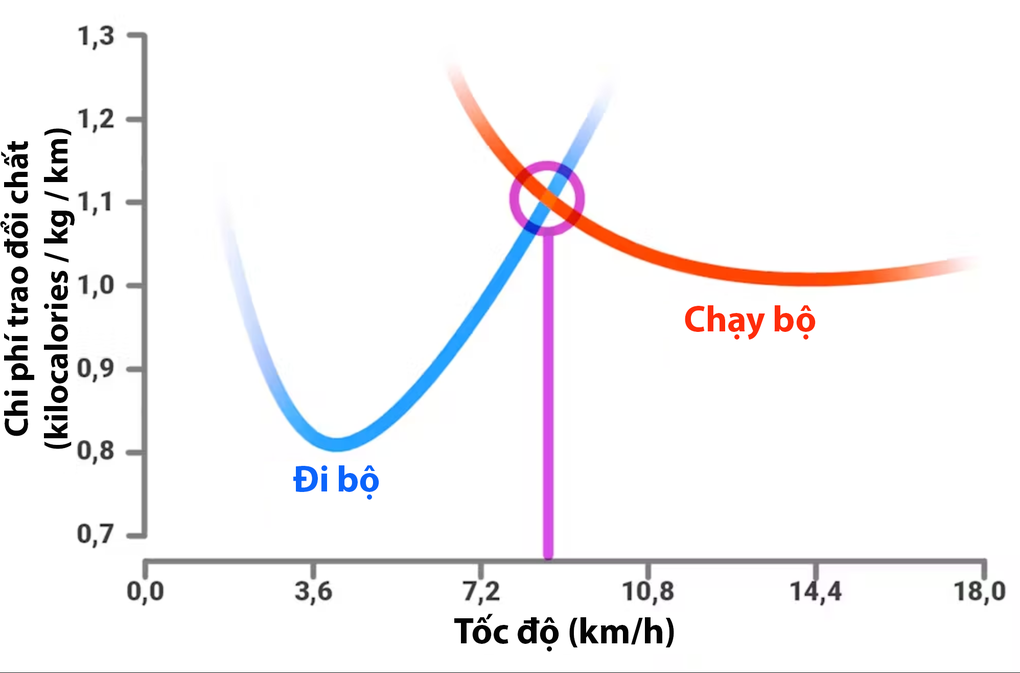 Chi phí trao đổi chất
(kilocalories / kg / km)
1,3
1,2
1,1
1,0
0,9
0,8
0,7
Chạy bộ
Đi bộ
0,0 3,6 7,2 10,8 14,4 18,0
Tốc độ (km/h)